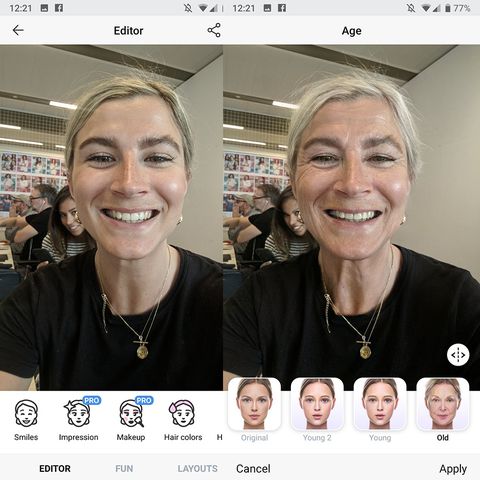 12:21
Editor
Smiles
PRO
Impression
PRO
Makeup
Hair colors
H
EDITOR
FUN
LAYOUTS
12:21
77%
Age
Original
Young 2
Young
Old
Cancel
Apply